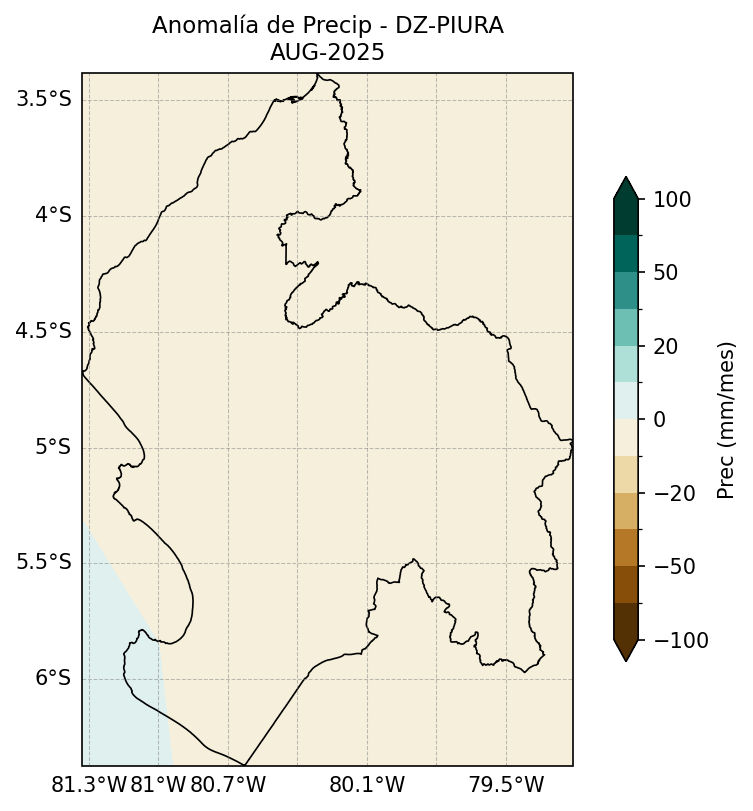 Anomalía de Precip - DZ-PIURA
AUG-2025
3.5°S
4°S
4.5°S
5°S
5.5°S
6°S
81.3°W 81°W 80.7°W 80.1°W 79.5°W
100
50
20
0
−20
−50
−100
Prec (mm/mes)